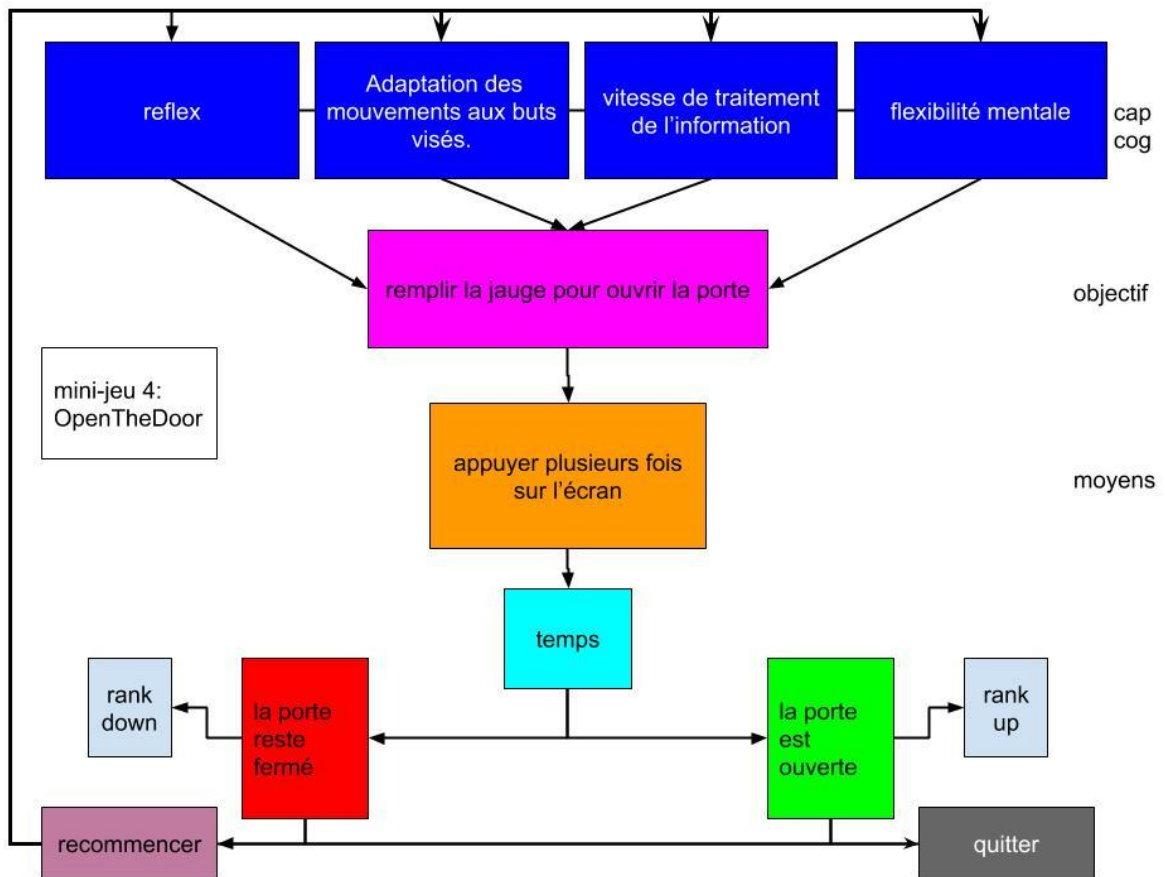 reflex
Adaptation des
mouvements aux buts
visés.
vitesse de traitement
de l'information
flexibilité mentale
cap
cog
remplir la jauge pour ouvrir la porte
objectif
mini-jeu 4:
OpenTheDoor
appuyer plusieurs fois
sur l'écran
moyens
temps
rank
down
la porte
reste
fermé
la porte
est
ouverte
rank
up
recommencer
quitter